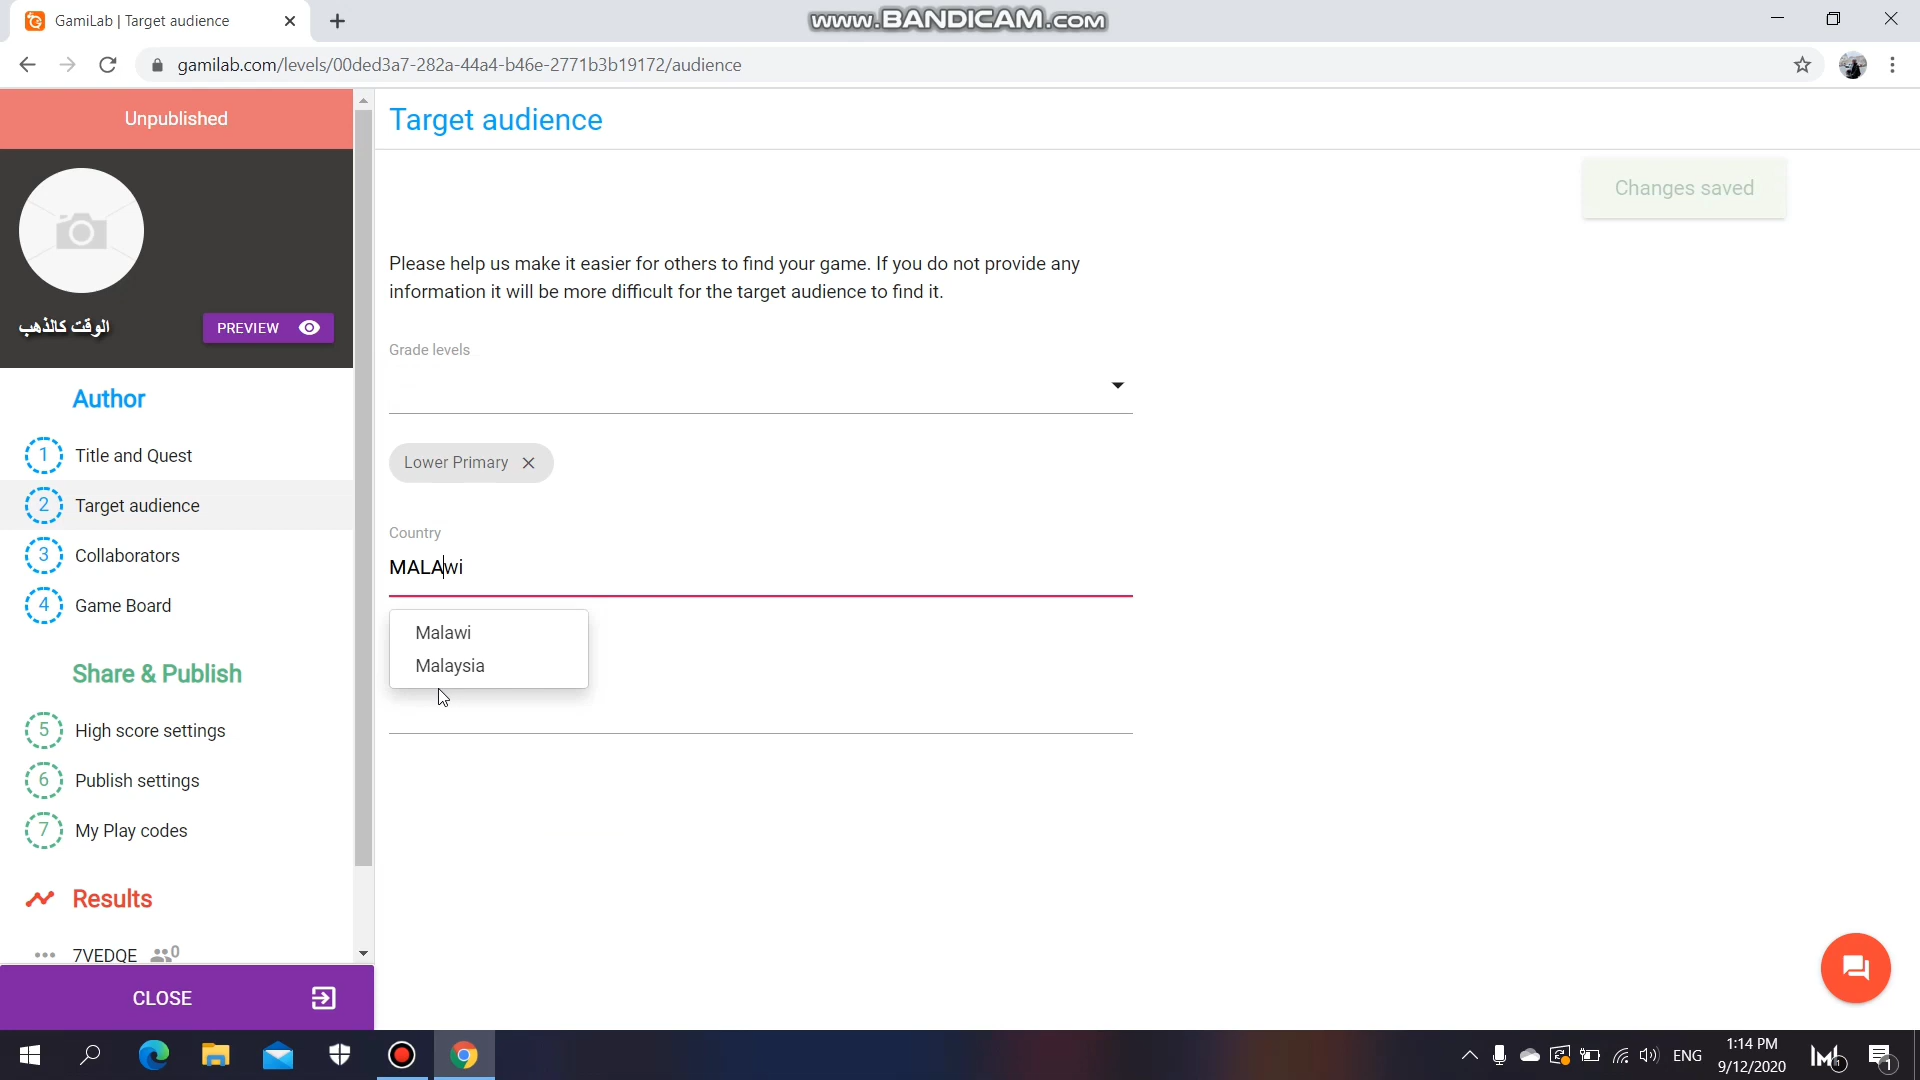 GamiLab | Target audience
www.BANDICAM.com
gamilab.com/levels/00ded3a7-282a-44a4-b46e-2771b3b19172/audience
Unpublished
Target audience
Changes saved
Please help us make it easier for others to find your game. If you do not provide any
information it will be more difficult for the target audience to find it.
الوقت كالذهب
PREVIEW
Grade levels
Author
1 Title and Quest
Lower Primary
2 Target audience
Country
3 Collaborators
MALAwi
4 Game Board
Malawi
Malaysia
Share & Publish
5 High score settings
6 Publish settings
7 My Play codes
Results
7VEDQE 0
CLOSE
ENG
1:14 PM
9/12/2020
1
1